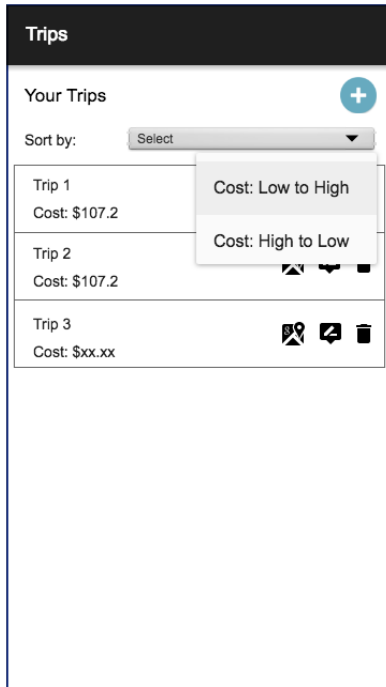 Trips
Your Trips
Sort by:
Select
Cost: Low to High
Cost: High to Low
Trip 1
Cost: $107.2
Trip 2
Cost: $107.2
Trip 3
Cost: $xx.xx